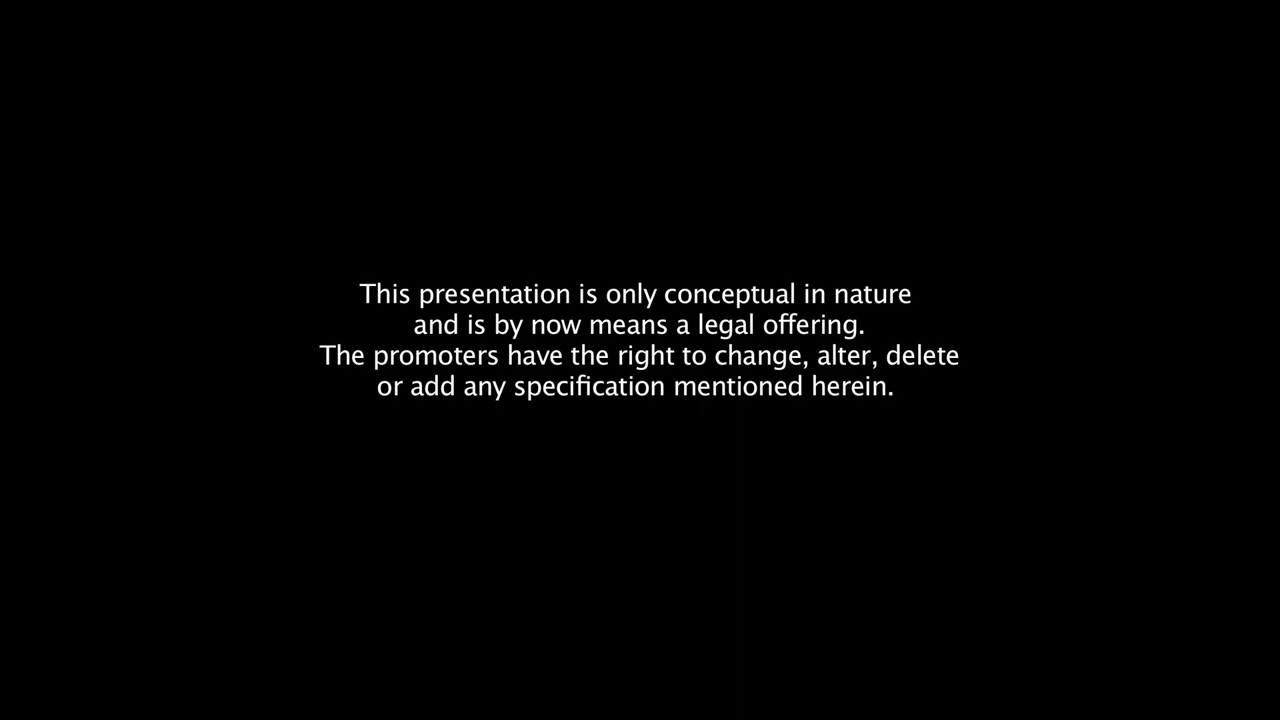 This presentation is only conceptual in nature
and is by now means a legal offering.
The promoters have the right to change, alter, delete
or add any specification mentioned herein.